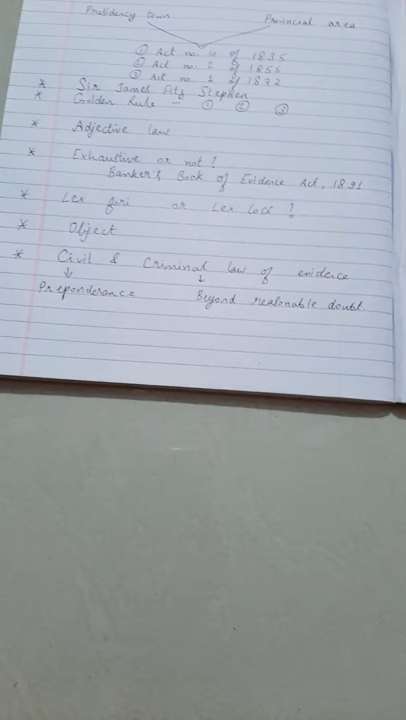 Presidency town Provincial area
① Act no. 10 of 1835
② Act no. 2 of 1855
③ Act no. 1 of 1872
* Sir James Fitz Stephen
* Golden Rule - ① ② ③
* Adjective law
* Exhaustive or not?
Banker's Book of Evidence Act, 1891
* Lex fori or Lex Loci?
* Object
* Civil & Criminal law of evidence
↓ ↓
Preponderance Beyond reasonable doubt.